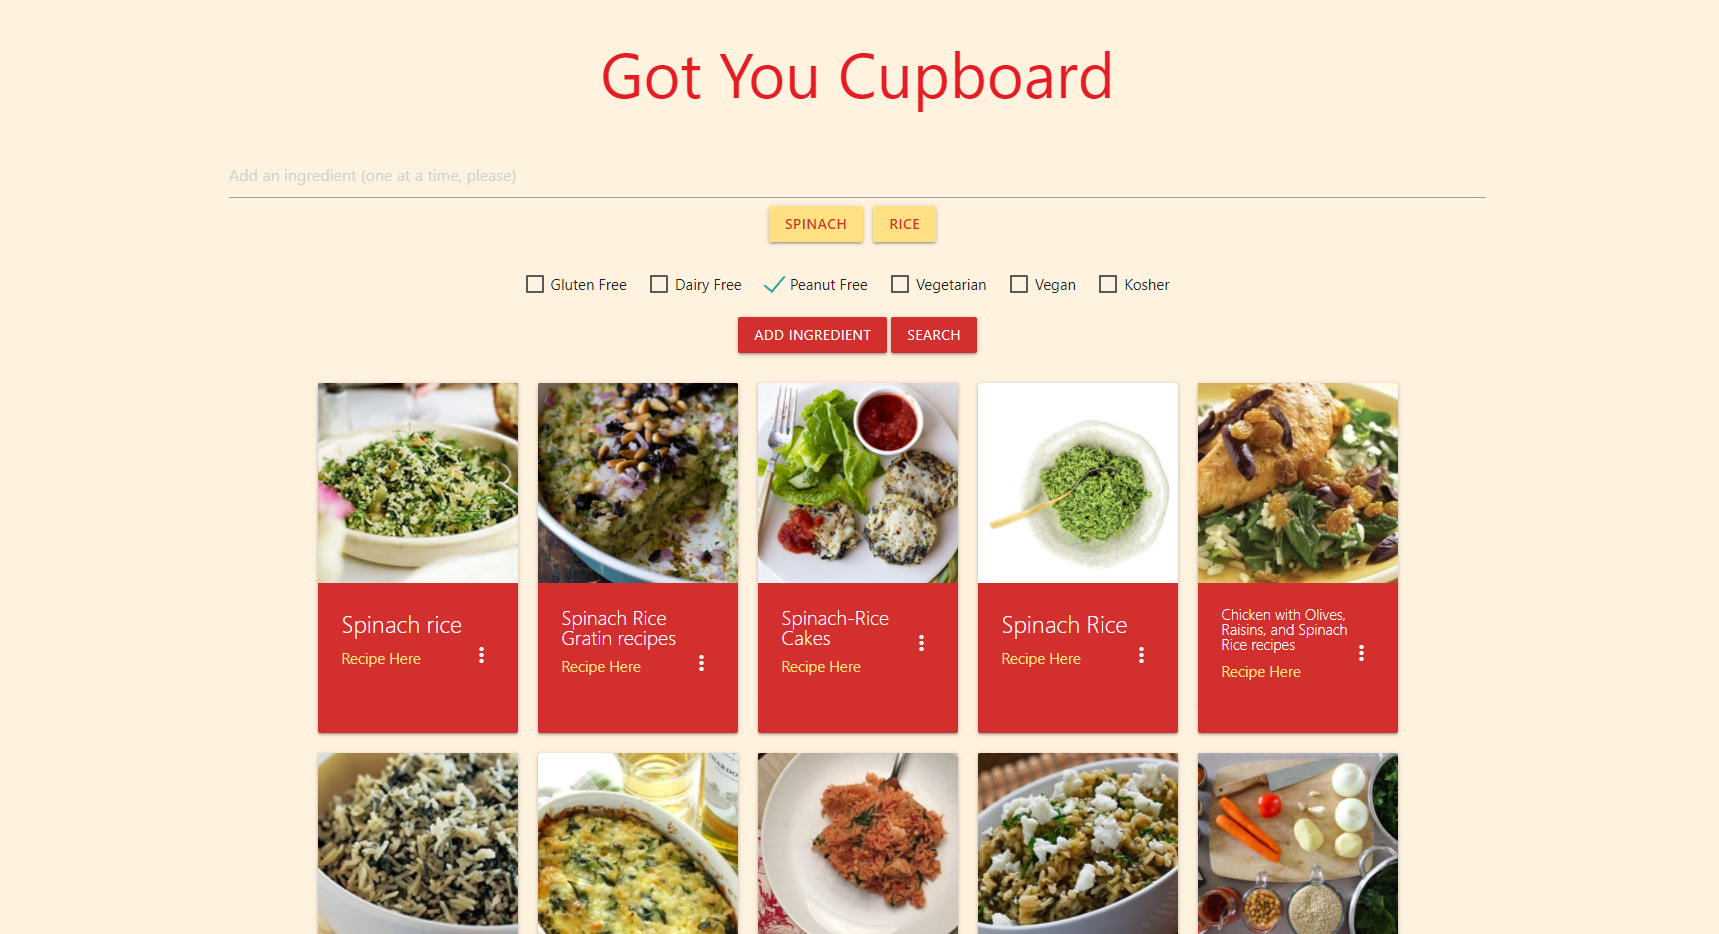 Got You Cupboard
Add an ingredient (one at a time, please)
SPINACH RICE
Gluten Free Dairy Free Peanut Free Vegetarian Vegan Kosher
ADD INGREDIENT SEARCH
Spinach rice
Recipe Here
Spinach Rice
Gratin recipes
Recipe Here
Spinach-Rice
Cakes
Recipe Here
Spinach Rice
Recipe Here
Chicken with Olives,
Raisins, and Spinach
Rice recipes
Recipe Here